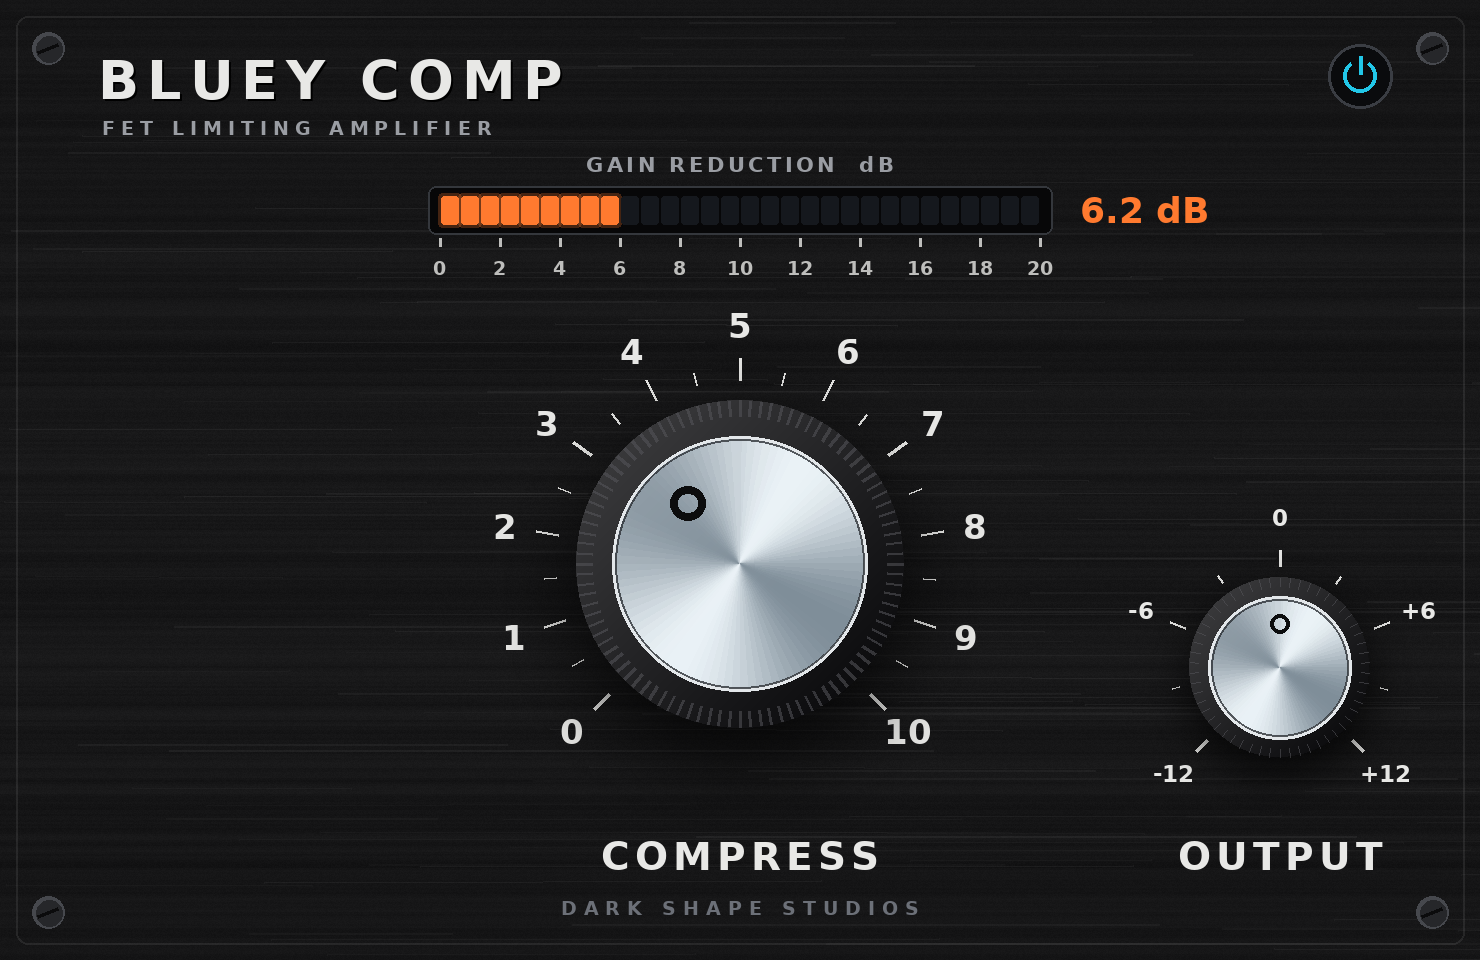 BLUEY COMP
FET LIMITING AMPLIFIER
GAIN REDUCTION dB
6.2 dB
0 2 4 6 8 10 12 14 16 18 20
0 1 2 3 4 5 6 7 8 9 10
-12 -6 0 +6 +12
COMPRESS
OUTPUT
DARK SHAPE STUDIOS